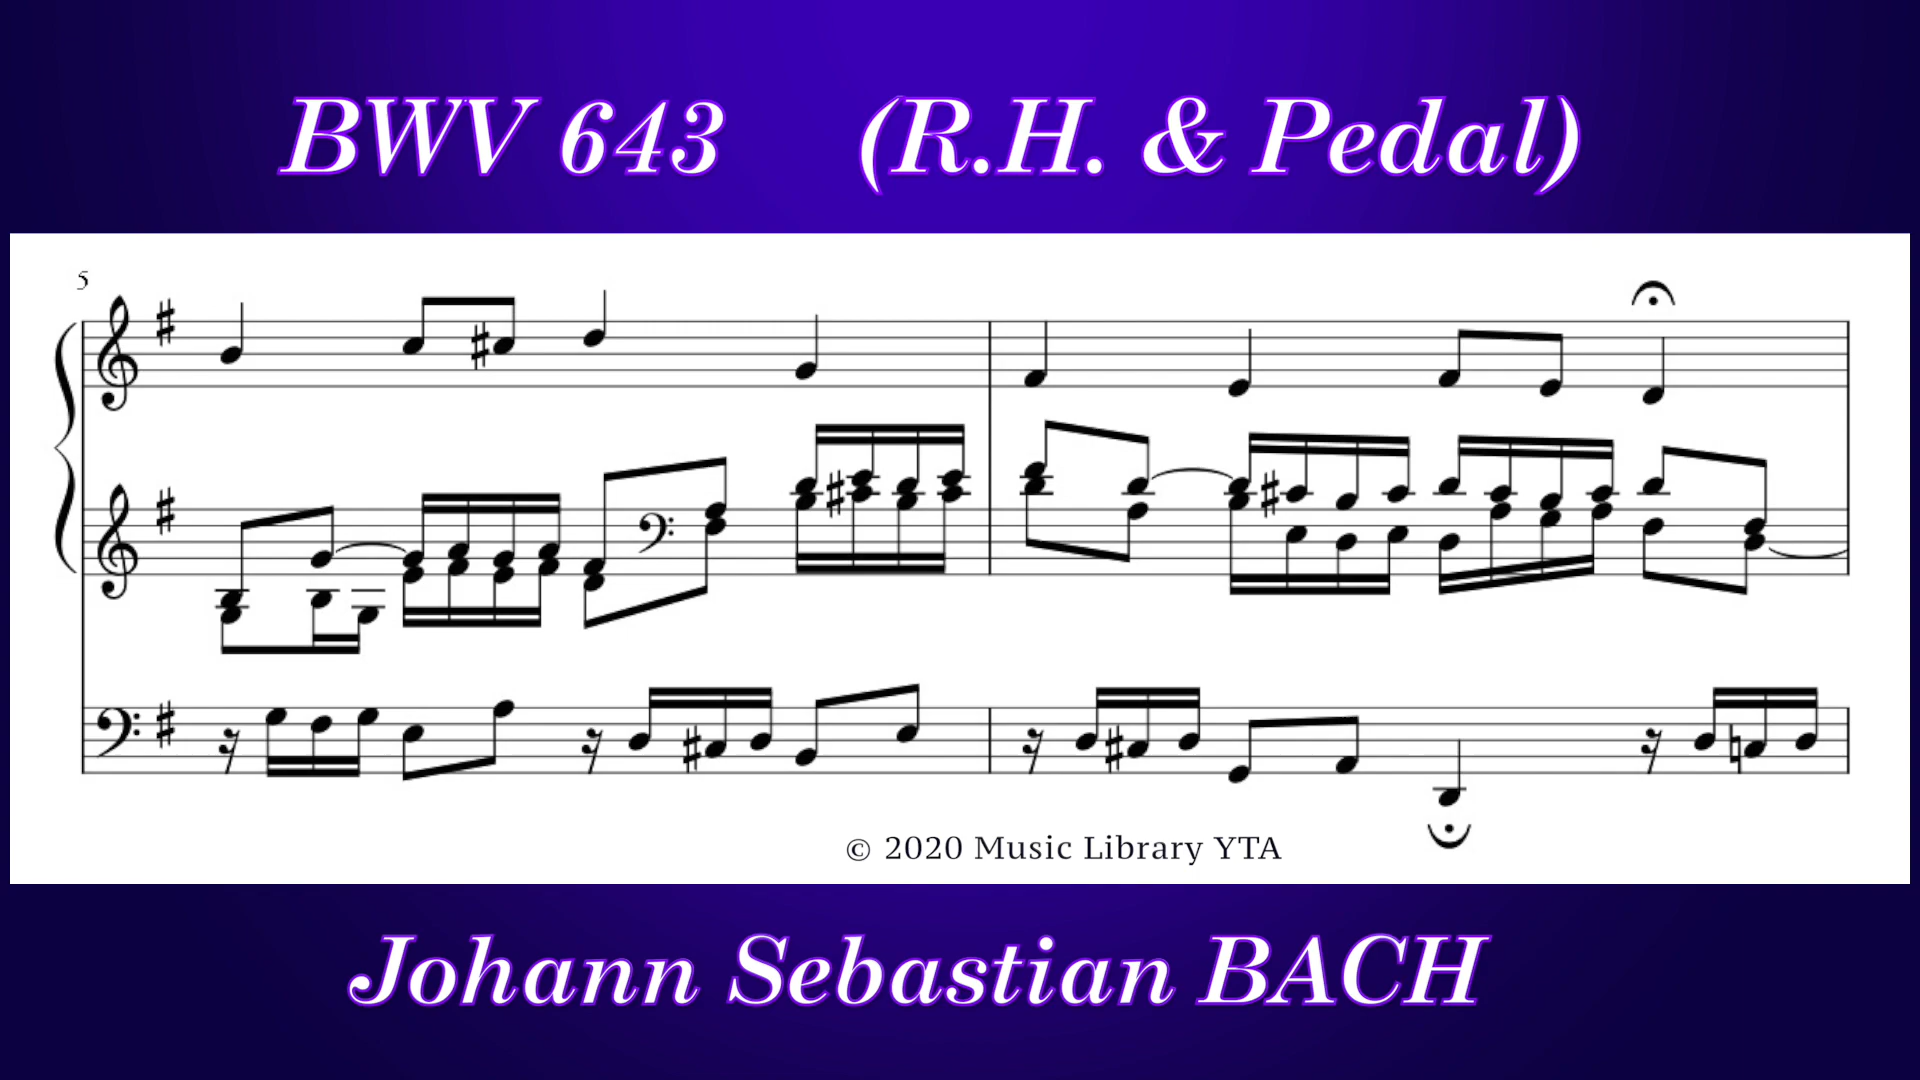 BWV 643 (R.H. & Pedal)
5
© 2020 Music Library YTA
Johann Sebastian BACH